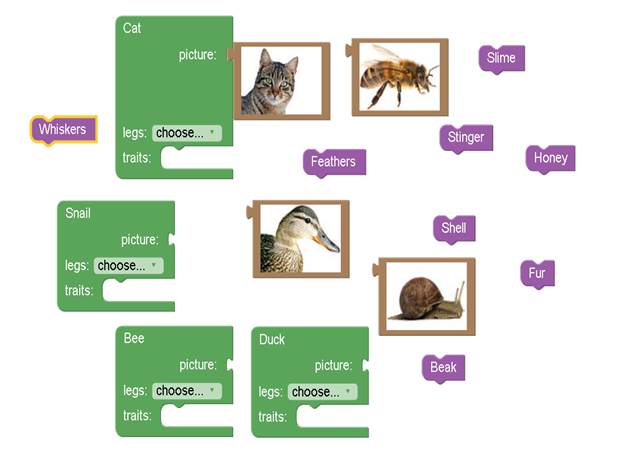 Cat
picture:
legs: choose...
traits:
Slime
Whiskers
Stinger
Honey
Feathers
Snail
picture:
legs: choose...
traits:
Shell
Fur
Bee
picture:
legs: choose...
traits:
Duck
picture:
legs: choose...
traits:
Beak